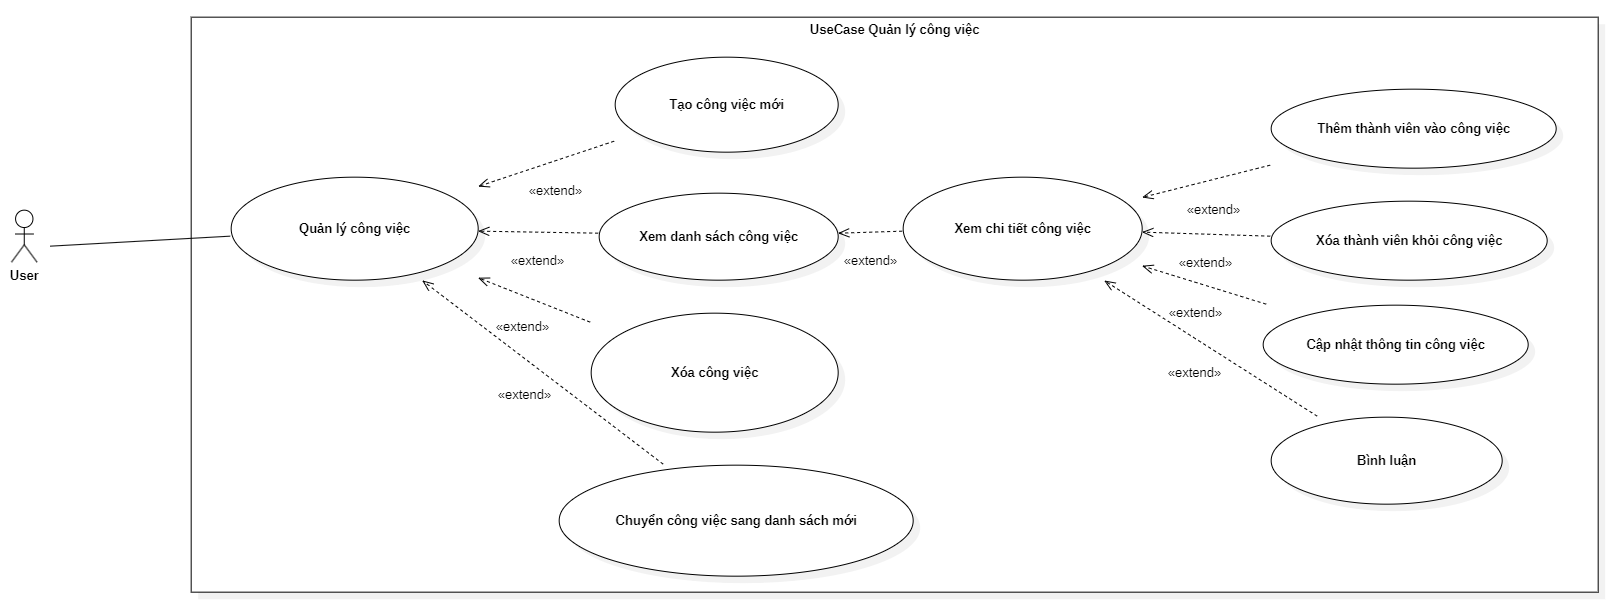 UseCase Quản lý công việc
Tạo công việc mới
Thêm thành viên vào công việc
«extend»
«extend»
Quản lý công việc
Xem danh sách công việc
Xem chi tiết công việc
Xóa thành viên khỏi công việc
User
«extend»
«extend»
«extend»
«extend»
«extend»
Cập nhật thông tin công việc
Xóa công việc
«extend»
«extend»
Bình luận
Chuyển công việc sang danh sách mới